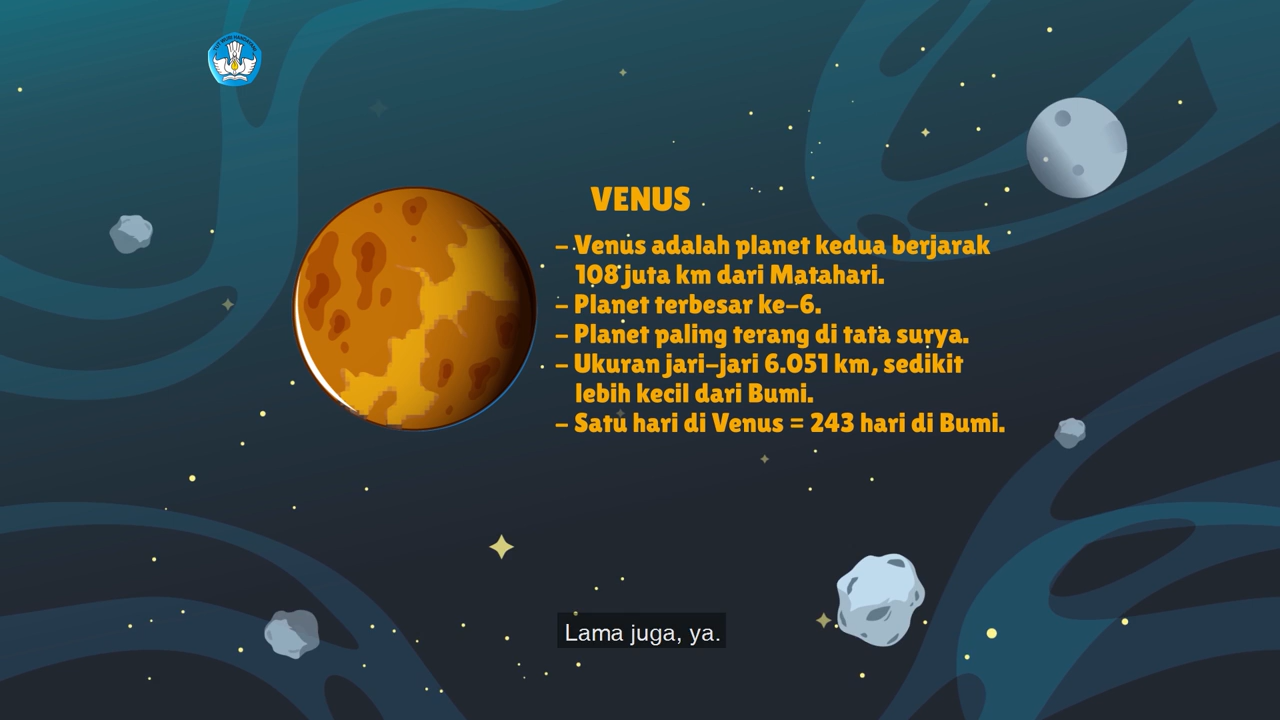 VENUS
– Venus adalah planet kedua berjarak
108 juta km dari Matahari.
– Planet terbesar ke-6.
– Planet paling terang di tata surya.
– Ukuran jari-jari 6.051 km, sedikit
lebih kecil dari Bumi.
– Satu hari di Venus = 243 hari di Bumi.
Lama juga, ya.